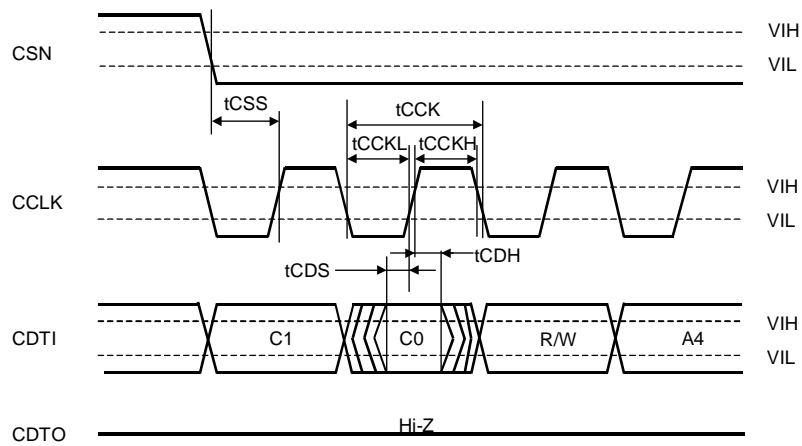 VIH
CSN
VIL
tCSS
tCCK
tCCKL
tCCKH
VIH
CCLK
VIL
tCDS
tCDH
VIH
CDTI
C1
C0
R/W
A4
VIL
Hi-Z
CDTO